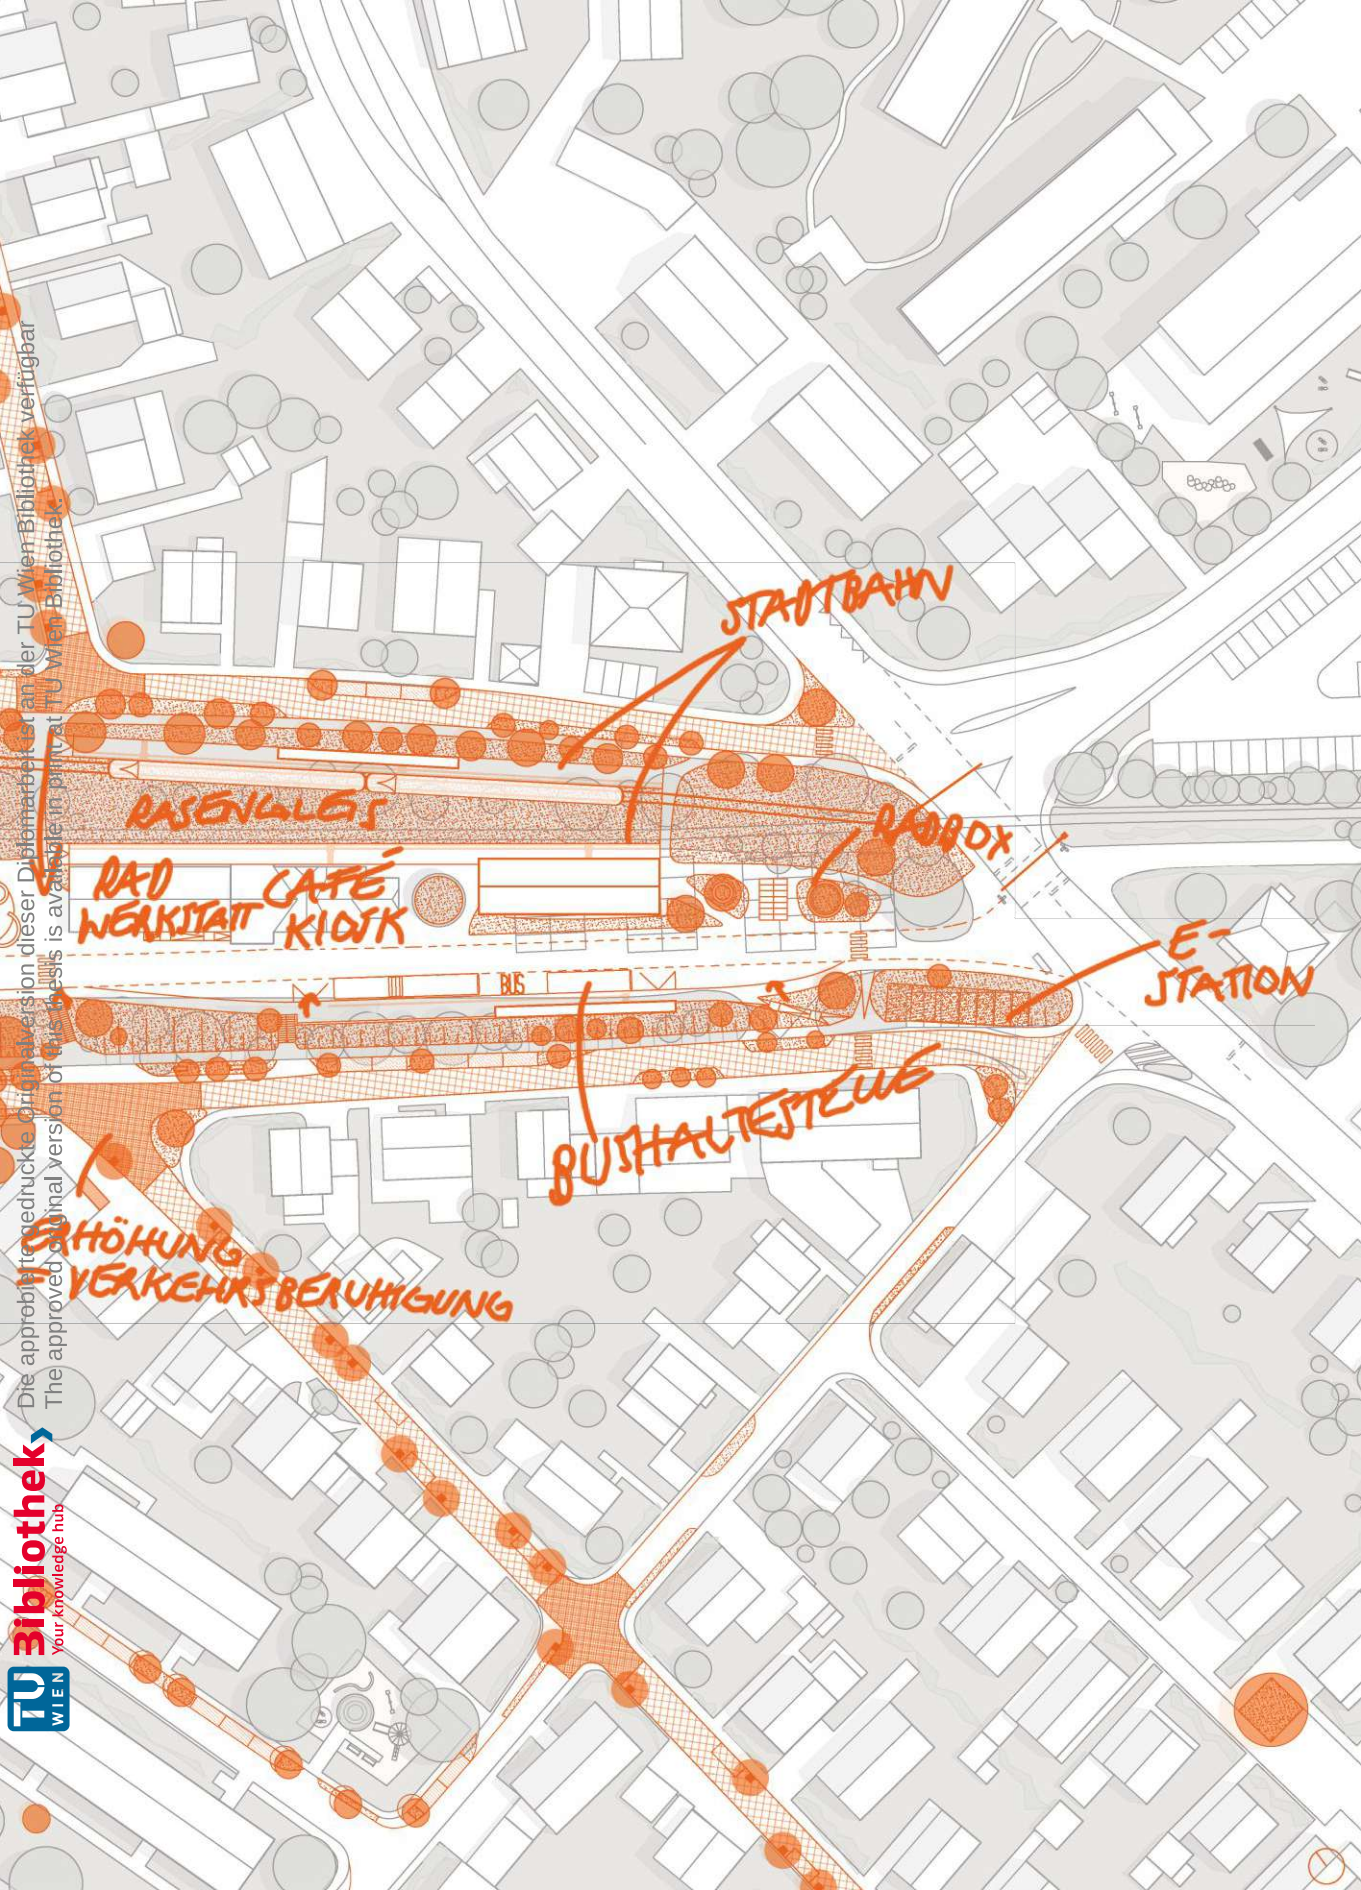 STADTBAHN
RASENGLEIS
RADBOX
RAD
WERKSTATT
CAFÉ
KIOSK
E-
STATION
BUS
BUSHALTESTELLE
ERHÖHUNG
VERKEHRSBERUHIGUNG
Die approbierte gedruckte Originalversion dieser Diplomarbeit ist an der TU Wien Bibliothek verfügbar
The approved original version of this thesis is available in print at TU Wien Bibliothek.
Bibliothek
Your knowledge hub
TU
WIEN